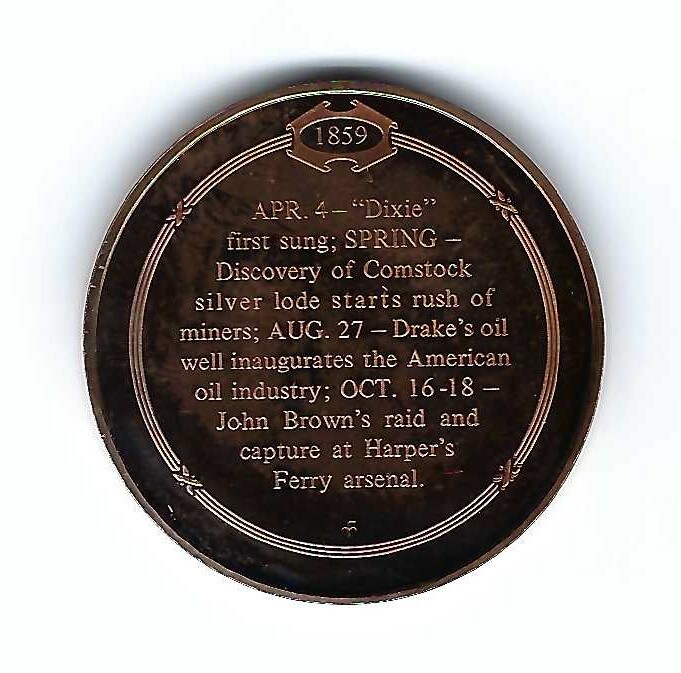 1859
APR. 4 – “Dixie”
first sung; SPRING –
Discovery of Comstock
silver lode starts rush of
miners; AUG. 27 – Drake’s oil
well inaugurates the American
oil industry; OCT. 16-18 –
John Brown’s raid and
capture at Harper’s
Ferry arsenal.